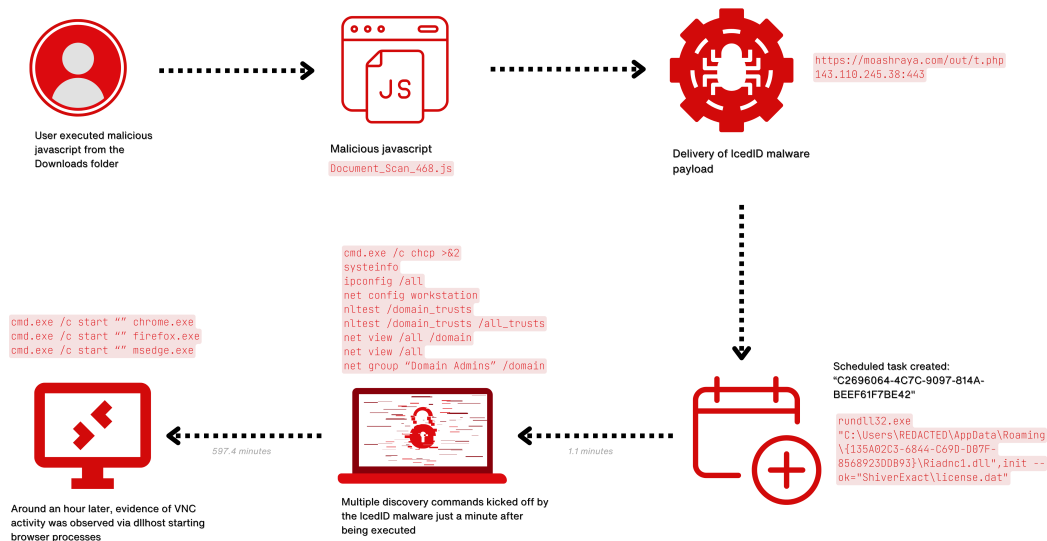 User executed malicious
javascript from the
Downloads folder
JS
Malicious javascript
Document_Scan_468.js
https://moashraya.com/out/t.php
143.110.245.38:443
Delivery of IcedID malware
payload
Scheduled task created:
“C2696064-4C7C-9097-814A-
BEEF61F7BE42"
rundll32.exe
"C:\Users\REDACTED\AppData\Roaming
\{135A02C3-6844-C69D-D07F-
8568923DDB93}\Riadnc1.dll",init --
ok="ShiverExact\license.dat"
1.1 minutes
cmd.exe /c chcp >&2
systeinfo
ipconfig /all
net config workstation
nltest /domain_trusts
nltest /domain_trusts /all_trusts
net view /all /domain
net view /all
net group “Domain Admins” /domain
Multiple discovery commands kicked off by
the IcedID malware just a minute after
being executed
597.4 minutes
cmd.exe /c start “” chrome.exe
cmd.exe /c start “” firefox.exe
cmd.exe /c start “” msedge.exe
Around an hour later, evidence of VNC
activity was observed via dllhost starting
browser processes